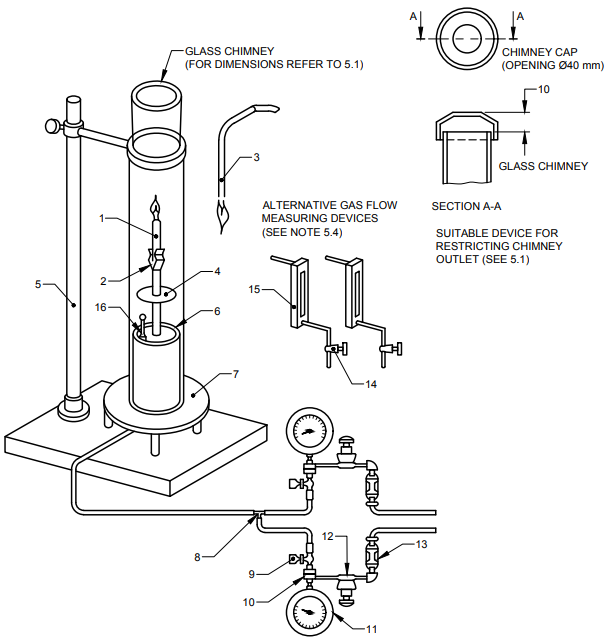 A A
GLASS CHIMNEY
(FOR DIMENSIONS REFER TO 5.1)
CHIMNEY CAP
(OPENING Ø40 mm)
10
3
GLASS CHIMNEY
ALTERNATIVE GAS FLOW
MEASURING DEVICES
(SEE NOTE 5.4)
SECTION A-A
SUITABLE DEVICE FOR
RESTRICTING CHIMNEY
OUTLET (SEE 5.1)
1
2
4
5
15
16
6
7
14
12
8
13
9
10
11